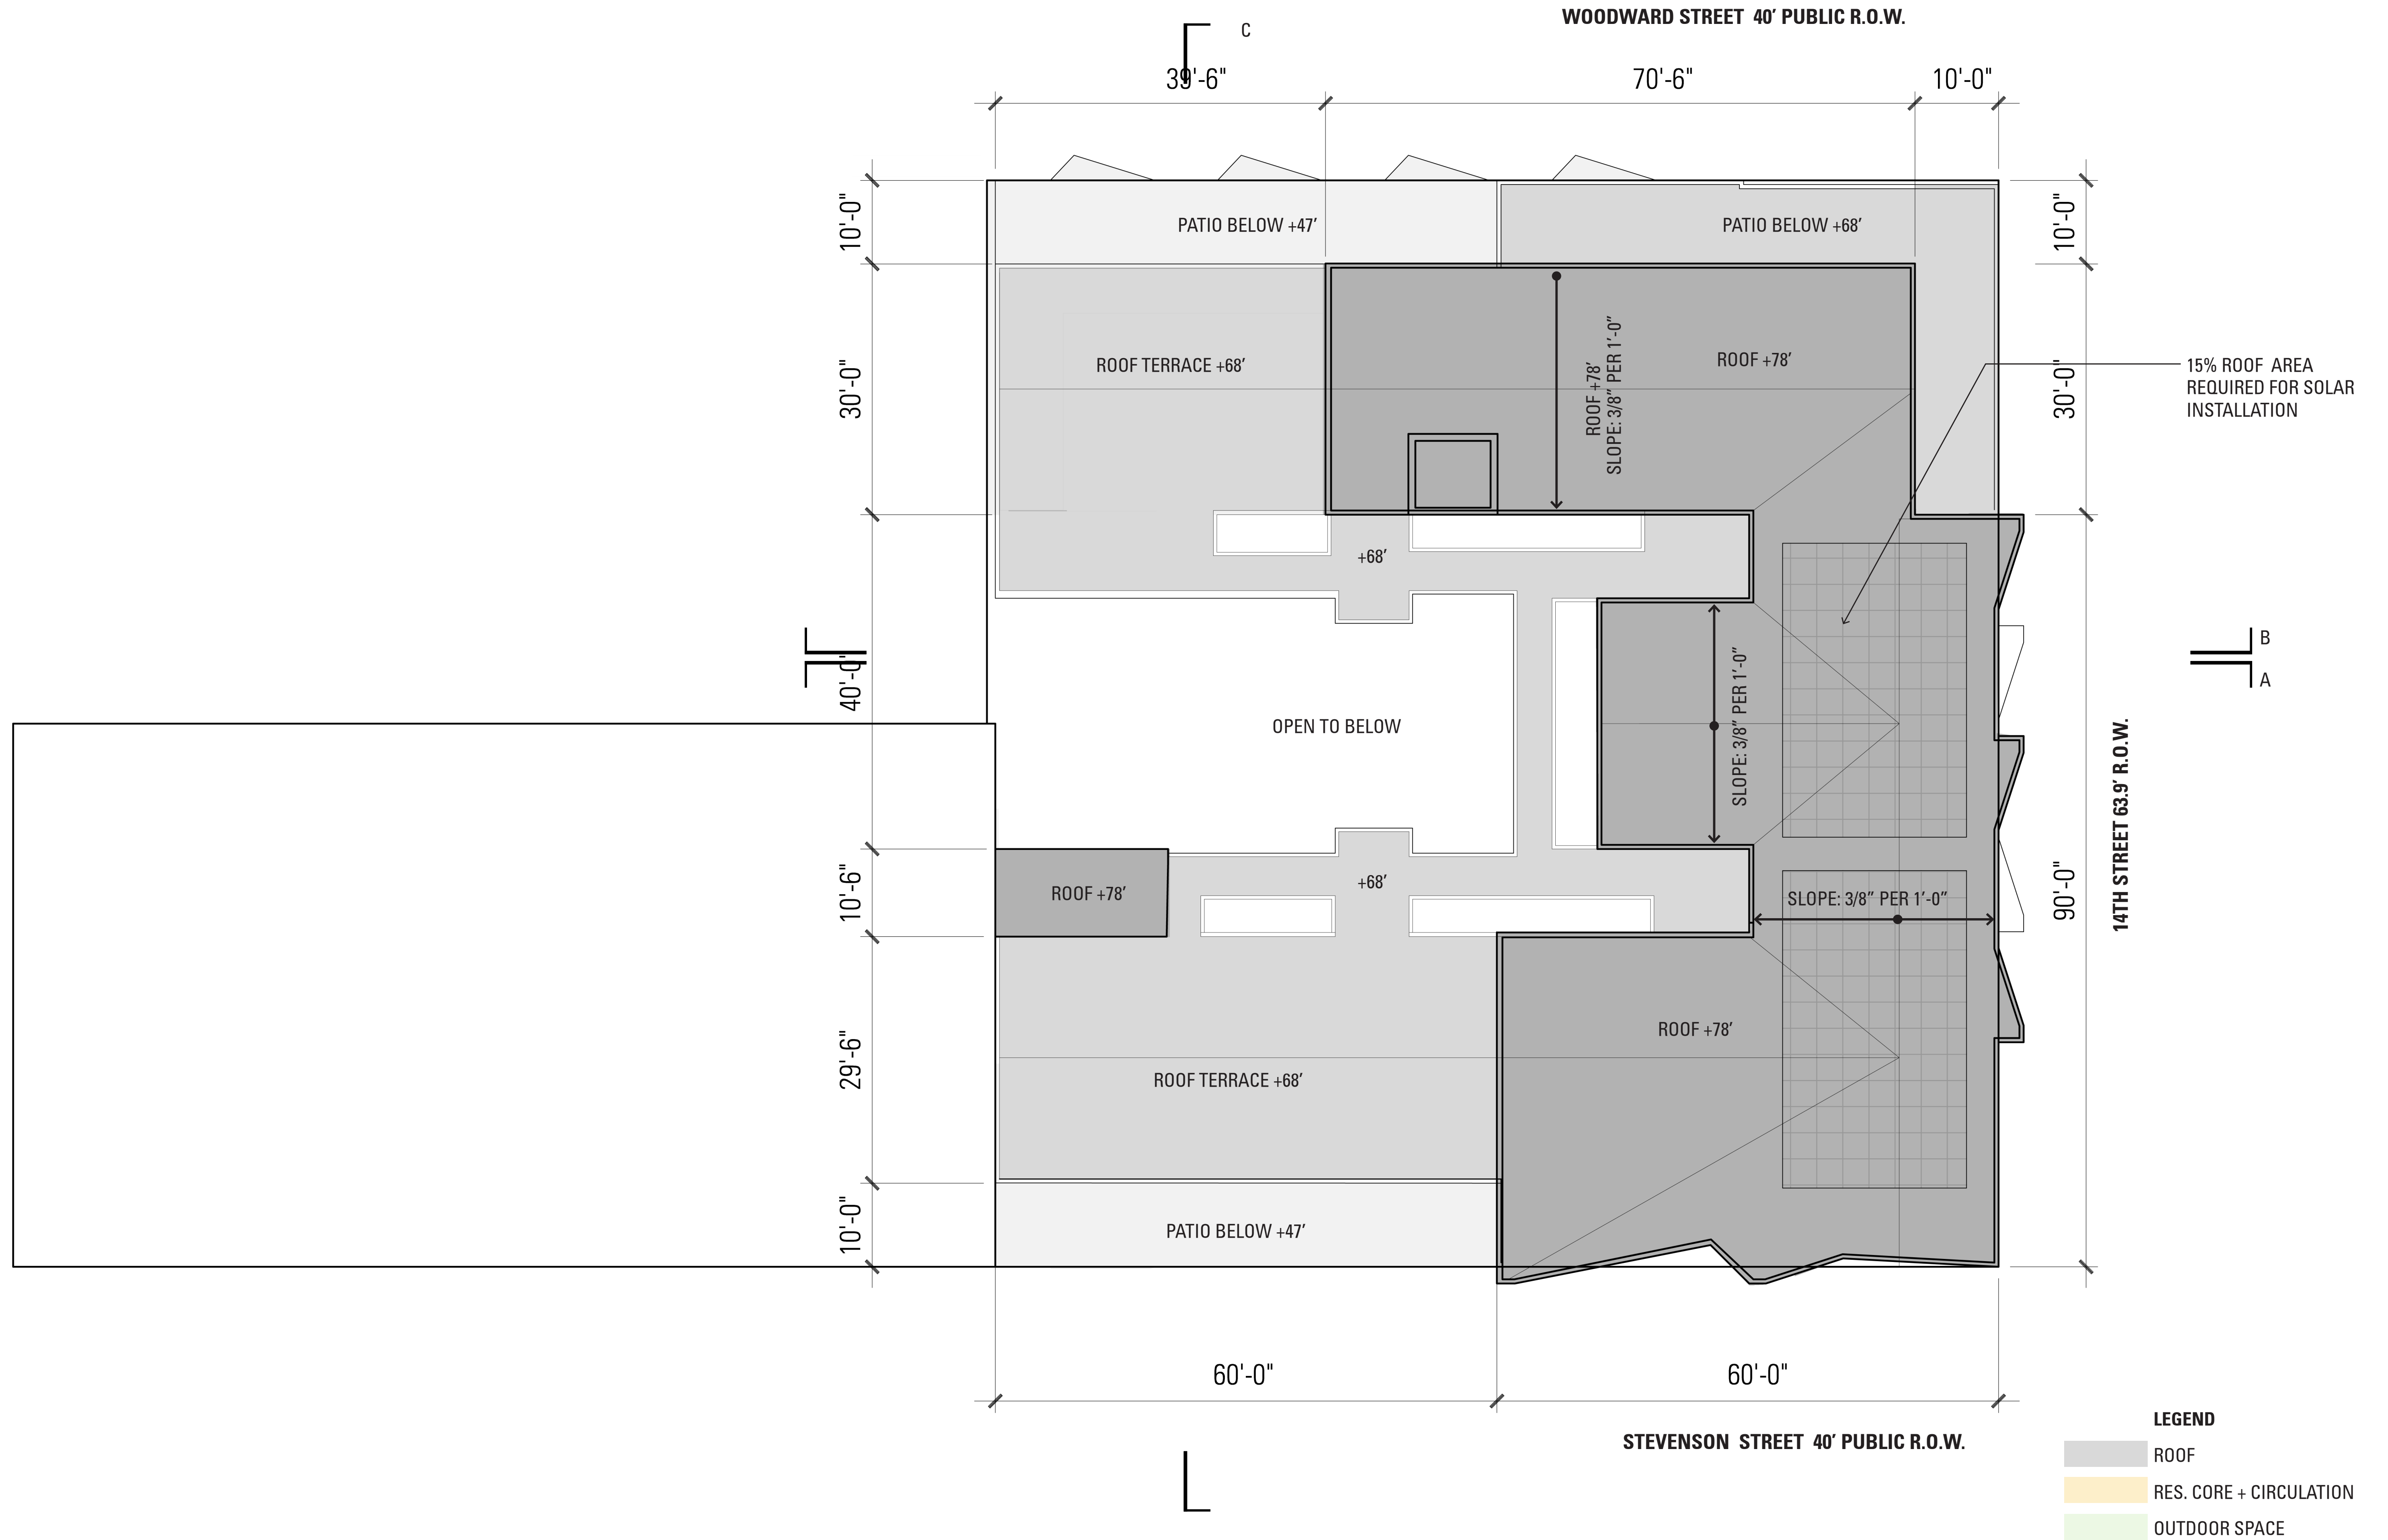 WOODWARD STREET 40’ PUBLIC R.O.W.
C
39'-6"
70'-6"
10'-0"
10'-0"
PATIO BELOW +47’
PATIO BELOW +68’
10'-0"
30'-0"
ROOF TERRACE +68’
ROOF +78’
SLOPE: 3/8” PER 1’-0”
ROOF +78’
30'-0"
15% ROOF AREA
REQUIRED FOR SOLAR
INSTALLATION
+68’
40'-0"
OPEN TO BELOW
SLOPE: 3/8” PER 1’-0”
B
A
14TH STREET 63.9’ R.O.W.
10'-6"
ROOF +78’
+68’
SLOPE: 3/8” PER 1’-0”
90'-0"
29'-6"
ROOF TERRACE +68’
ROOF +78’
10'-0"
PATIO BELOW +47’
60'-0"
60'-0"
STEVENSON STREET 40’ PUBLIC R.O.W.
LEGEND
ROOF
RES. CORE + CIRCULATION
OUTDOOR SPACE